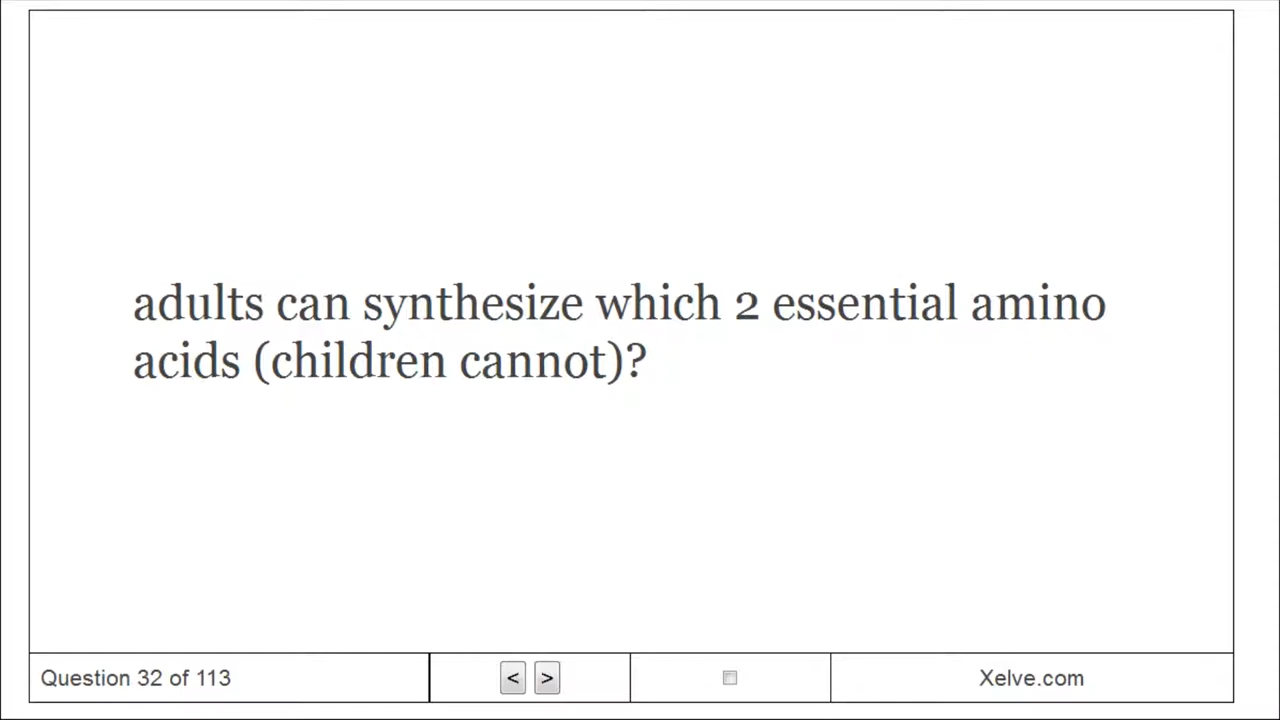 adults can synthesize which 2 essential amino
acids (children cannot)?
Question 32 of 113
<
>
Xelve.com